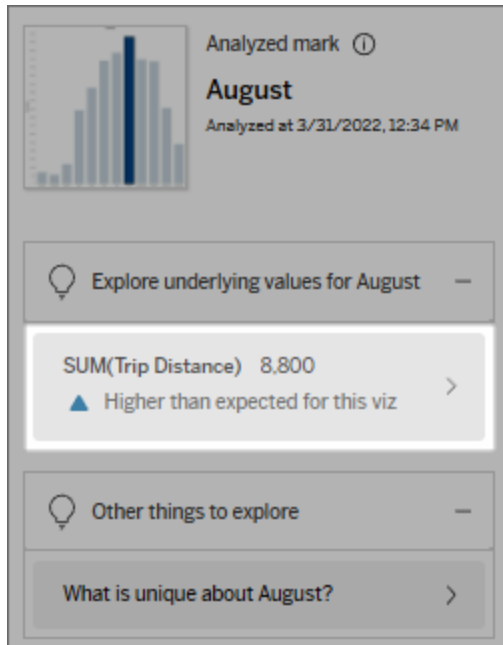 Analyzed mark
August
Analyzed at 3/31/2022, 12:34 PM
Explore underlying values for August
SUM(Trip Distance) 8,800
Higher than expected for this viz
Other things to explore
What is unique about August?